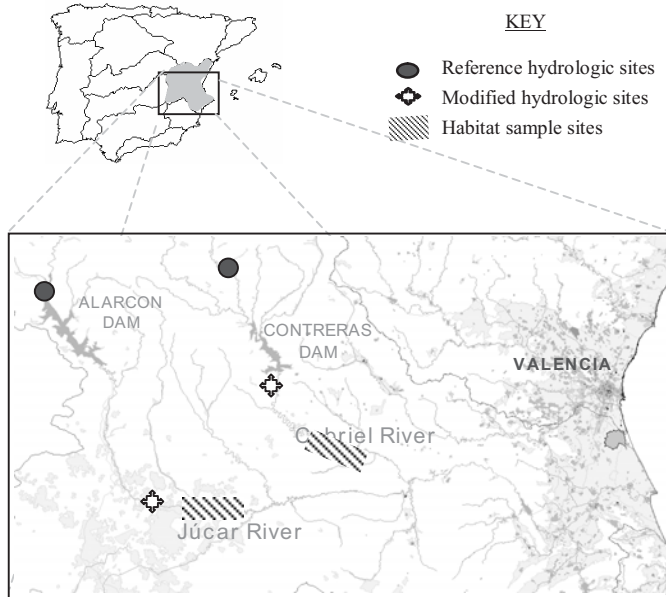 KEY
Reference hydrologic sites
Modified hydrologic sites
Habitat sample sites
ALARCON
DAM
CONTRERAS
DAM
VALENCIA
Cabriel River
Júcar River